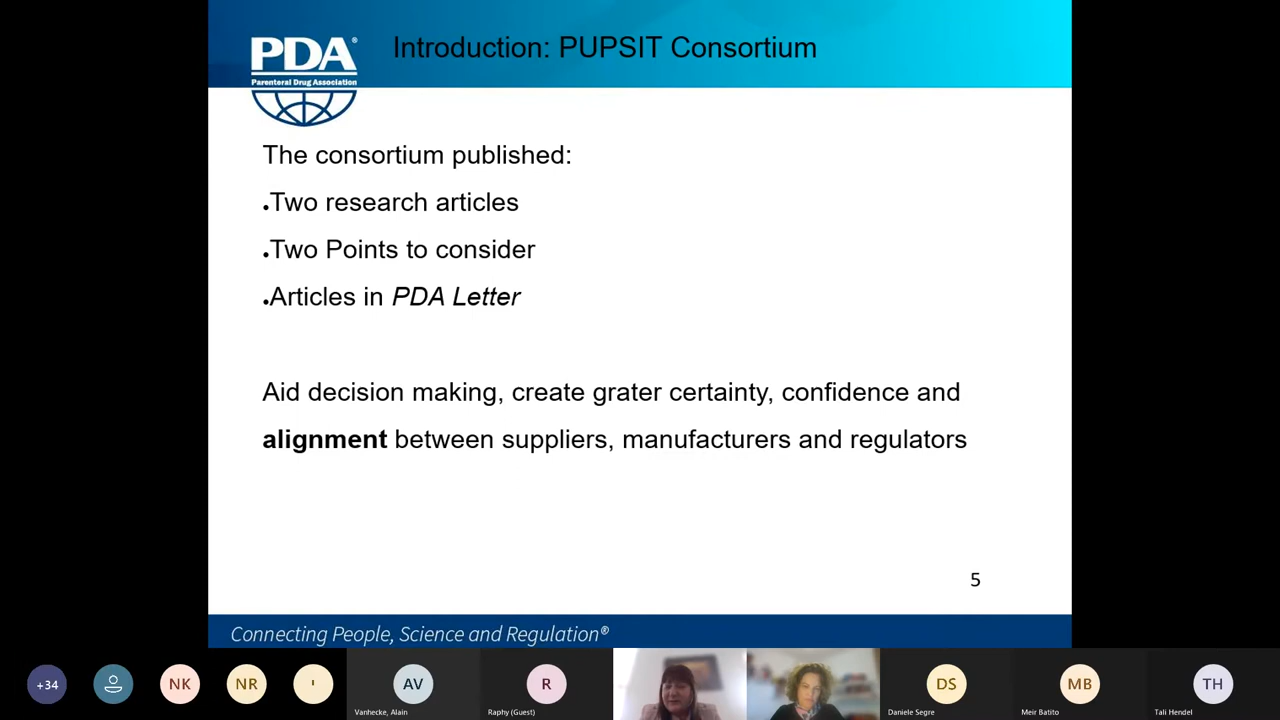 PDA®
Parenteral Drug Association
Introduction: PUPSIT Consortium
The consortium published:
•Two research articles
•Two Points to consider
•Articles in PDA Letter
Aid decision making, create grater certainty, confidence and
alignment between suppliers, manufacturers and regulators
5
Connecting People, Science and Regulation®
+34
NK
NR
'
AV
R
DS
MB
TH
Vanhecke, Alain
Raphy (Guest)
Daniele Segre
Meir Batito
Tali Hendel